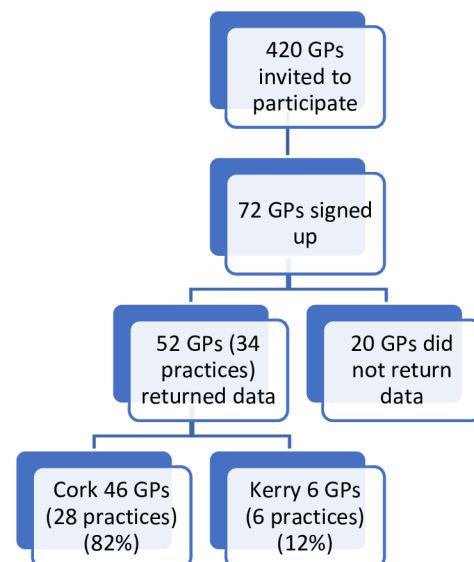 420 GPs
invited to
participate
72 GPs signed
up
52 GPs (34
practices)
returned data
20 GPs did
not return
data
Cork 46 GPs
(28 practices)
(82%)
Kerry 6 GPs
(6 practices)
(12%)